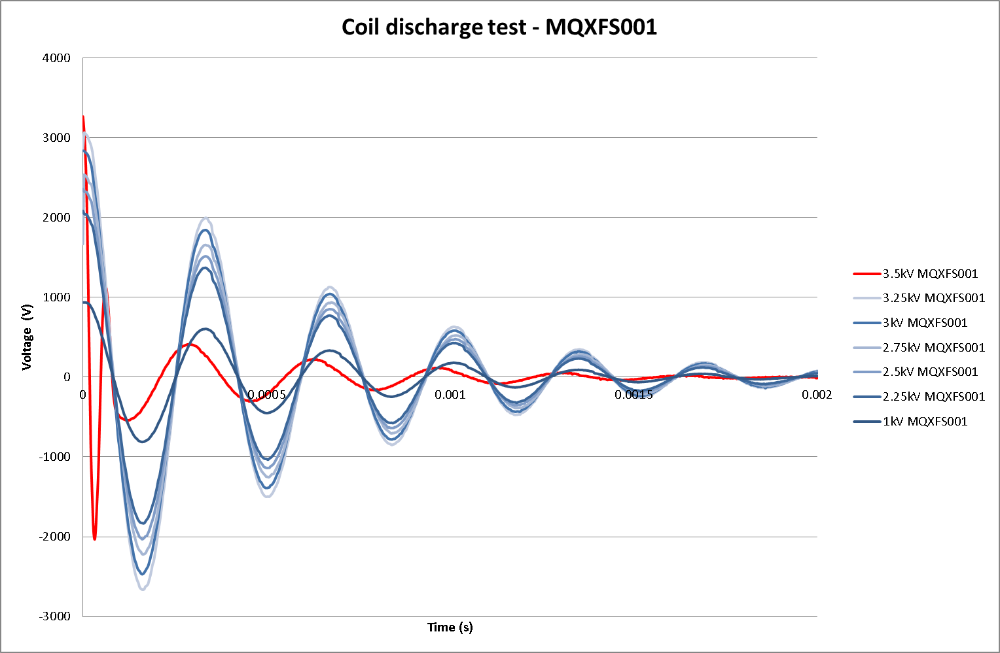 Coil discharge test - MQXFS001
4000
3000
2000
1000
0
-1000
-2000
-3000
Voltage (V)
0
0.0005
0.001
0.0015
0.002
Time (s)
3.5kV MQXFS001
3.25kV MQXFS001
3kV MQXFS001
2.75kV MQXFS001
2.5kV MQXFS001
2.25kV MQXFS001
1kV MQXFS001